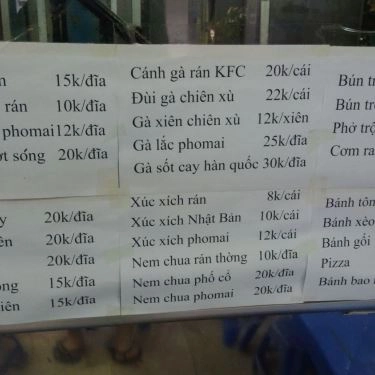 15k/đĩa
rán 10k/đĩa
phomai12k/đĩa
sống 20k/đĩa
Cánh gà rán KFC 20k/cái
Đùi gà chiên xù 22k/cái
Gà xiên chiên xù 12k/xiên
Gà lắc phomai 25k/đĩa
Gà sốt cay hàn quốc 30k/đĩa
Bún
Bún
Phở
Cơm
20k/đĩa
20k/đĩa
20k/đĩa
15k/đĩa
15k/đĩa
Xúc xích rán 8k/cái
Xúc xích Nhật Bản 10k/cái
Xúc xích phomai 12k/cái
Nem chua rán thường 10k/đĩa
Nem chua phố cổ 20k/đĩa
Nem chua phomai 20k/đĩa
Bánh tôm
Bánh xèo
Bánh gối
Pizza
Bánh bao